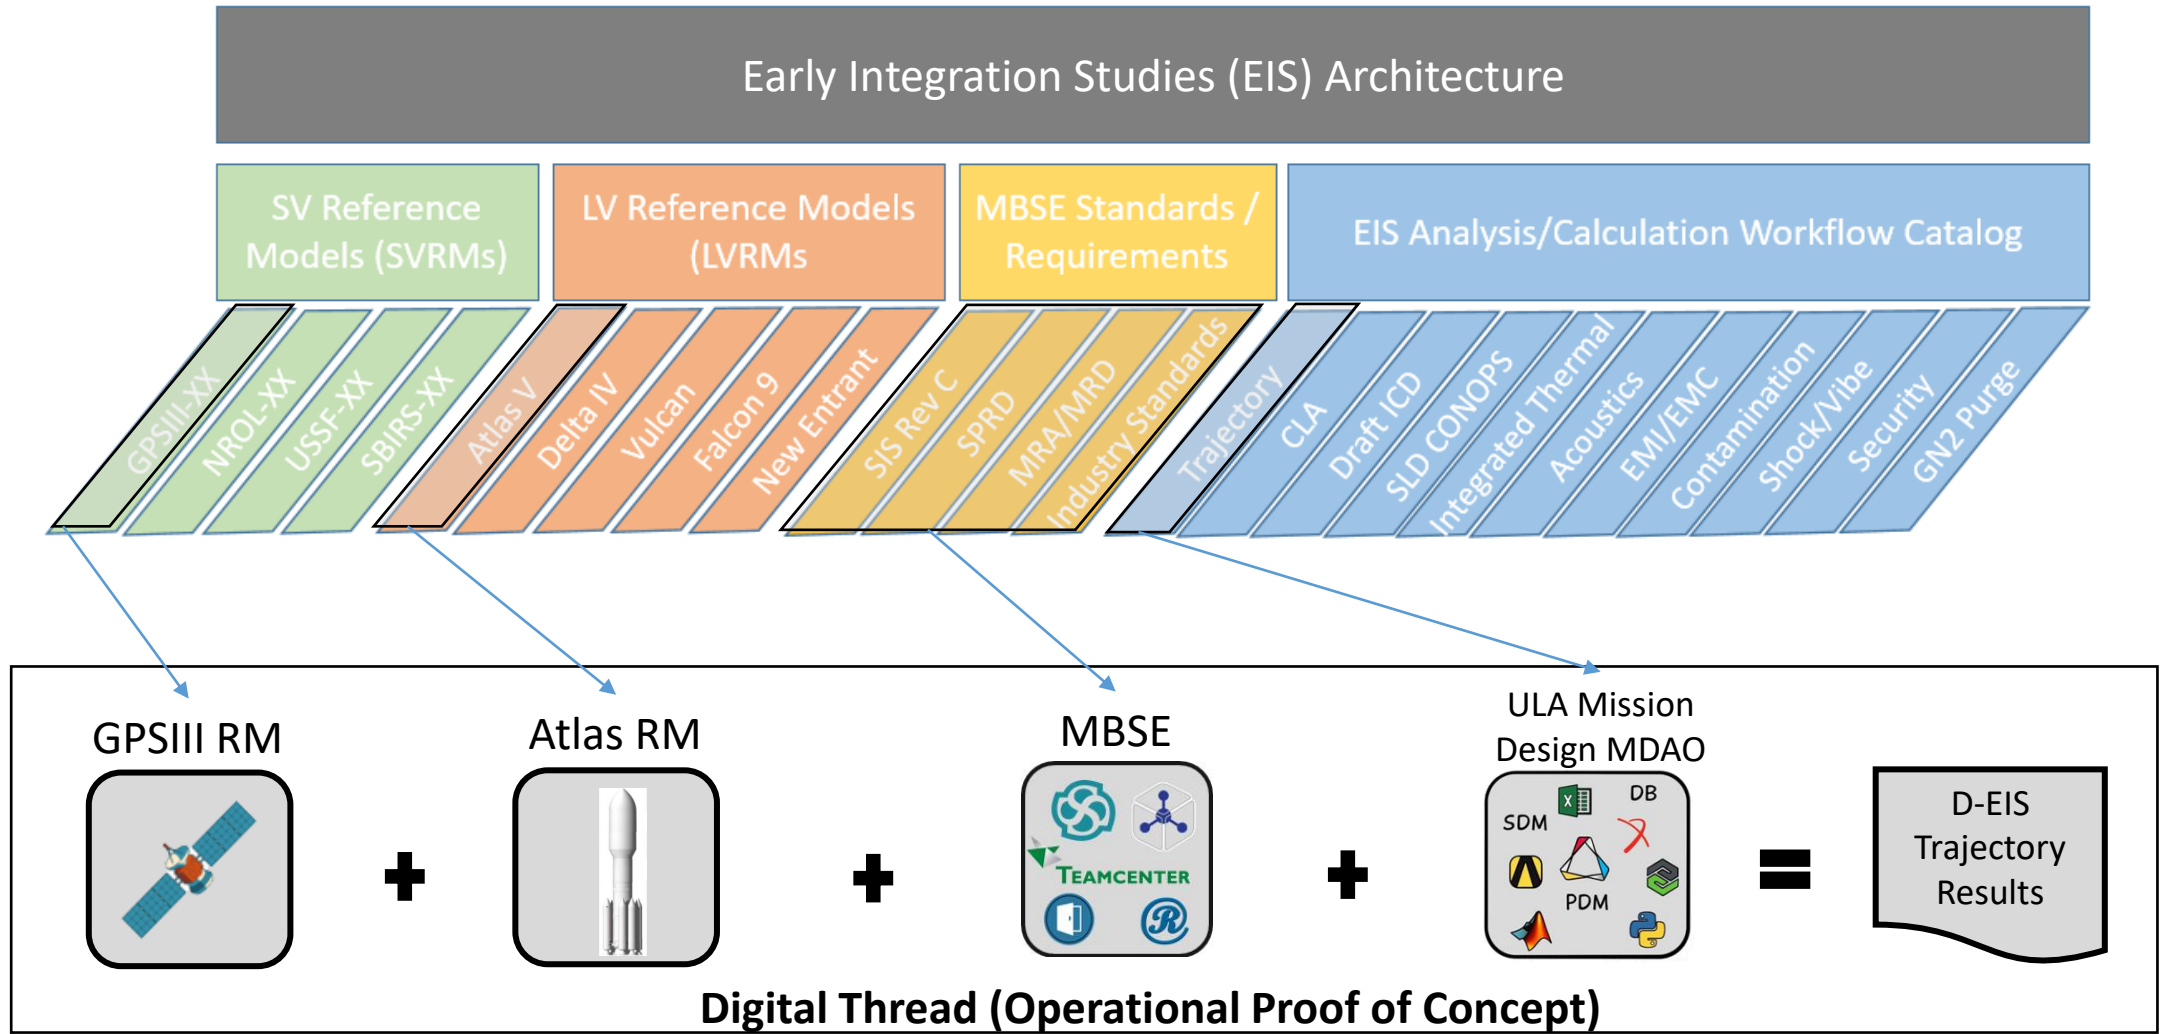 Early Integration Studies (EIS) Architecture
SV Reference
Models (SVRMs)
LV Reference Models
(LVRMs
MBSE Standards /
Requirements
EIS Analysis/Calculation Workflow Catalog
GPSIII-XX
NROL-XX
USSF-XX
SBIRS-XX
Atlas V
Delta IV
Vulcan
Falcon 9
New Entrant
SIS Rev C
SPRD
MRA/MRD
Industry Standards
Trajectory
CLA
Draft ICD
SLD CONOPS
Integrated Thermal
Acoustics
EMI/EMC
Contamination
Shock/Vibe
Security
GN2 Purge
GPSIII RM
Atlas RM
MBSE
TEAMCENTER
ULA Mission
Design MDAO
DB
SDM
PDM
D-EIS
Trajectory
Results
Digital Thread (Operational Proof of Concept)